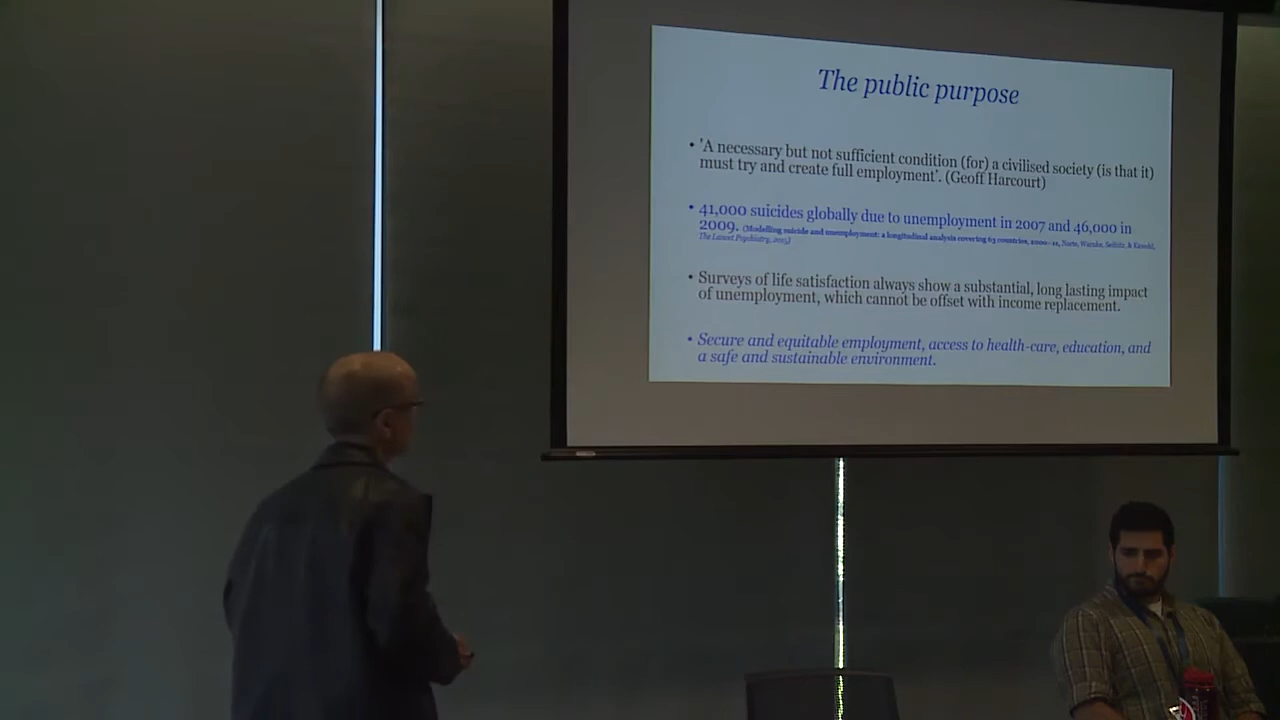 The public purpose
• 'A necessary but not sufficient condition (for) a civilised society (is that it)
must try and create full employment'. (Geoff Harcourt)
• 41,000 suicides globally due to unemployment in 2007 and 46,000 in
2009. (Modelling suicide and unemployment: a longitudinal analysis covering 63 countries, 2000–11,
The Lancet Psychiatry, 2015)
• Surveys of life satisfaction always show a substantial, long lasting impact
of unemployment, which cannot be offset with income replacement.
• Secure and equitable employment, access to health-care, education, and
a safe and sustainable environment.